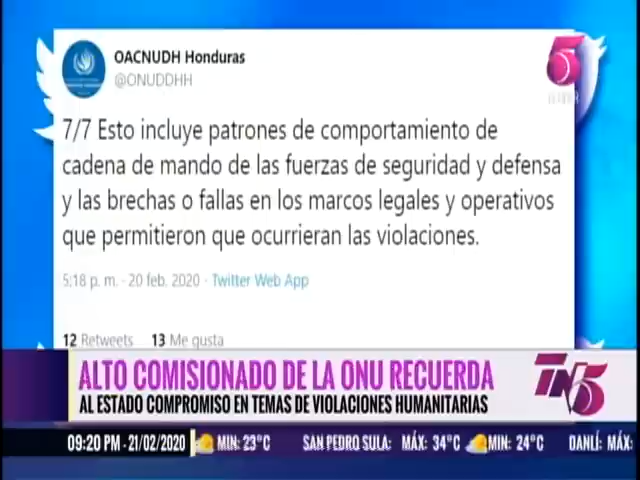 OACNUDH Honduras
@ONUDDHH
5
7/7 Esto incluye patrones de comportamiento de
cadena de mando de las fuerzas de seguridad y defensa
y las brechas o fallas en los marcos legales y operativos
que permitieron que ocurrieran las violaciones.
5:18 p. m. · 20 feb. 2020 · Twitter Web App
12 Retweets 13 Me gusta
ALTO COMISIONADO DE LA ONU RECUERDA
AL ESTADO COMPROMISO EN TEMAS DE VIOLACIONES HUMANITARIAS
TN5
09:20 PM - 21/02/2020 MIN: 23°C SAN PEDRO SULA: MÁX: 34°C MIN: 24°C DANLÍ: MÁX: